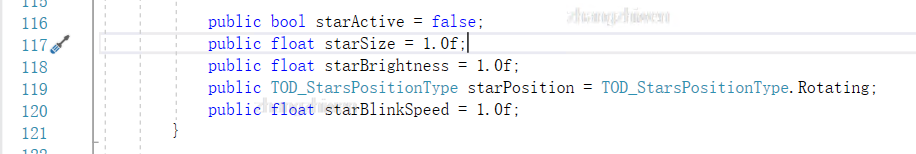 115
116 public bool starActive = false;
117 public float starSize = 1.0f;
118 public float starBrightness = 1.0f;
119 public TOD_StarsPositionType starPosition = TOD_StarsPositionType.Rotating;
120 public float starBlinkSpeed = 1.0f;
121 }
122
zhangzhiwen